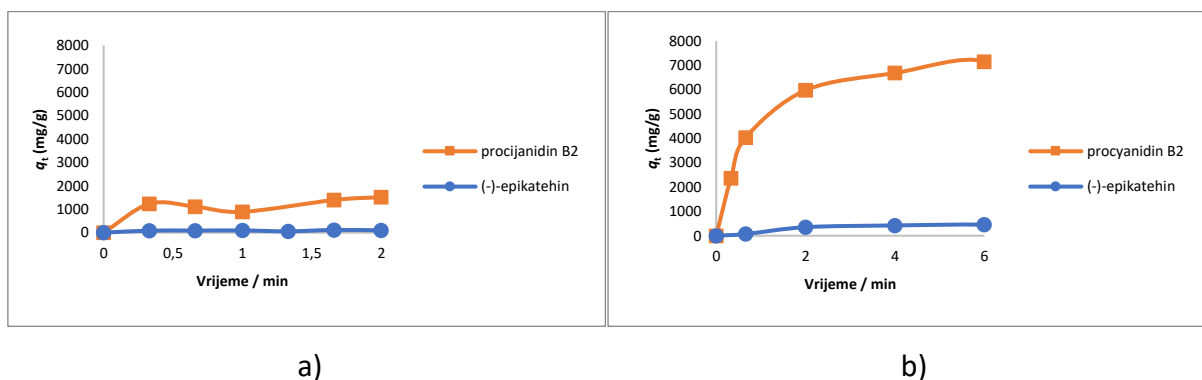 8000
7000
6000
5000
4000
3000
2000
1000
0
qt (mg/g)
0 0,5 1 1,5 2
Vrijeme / min
procijanidin B2
(-)-epikatehin
a)
8000
7000
6000
5000
4000
3000
2000
1000
0
qt (mg/g)
0 2 4 6
Vrijeme / min
procyanidin B2
(-)-epikatehin
b)